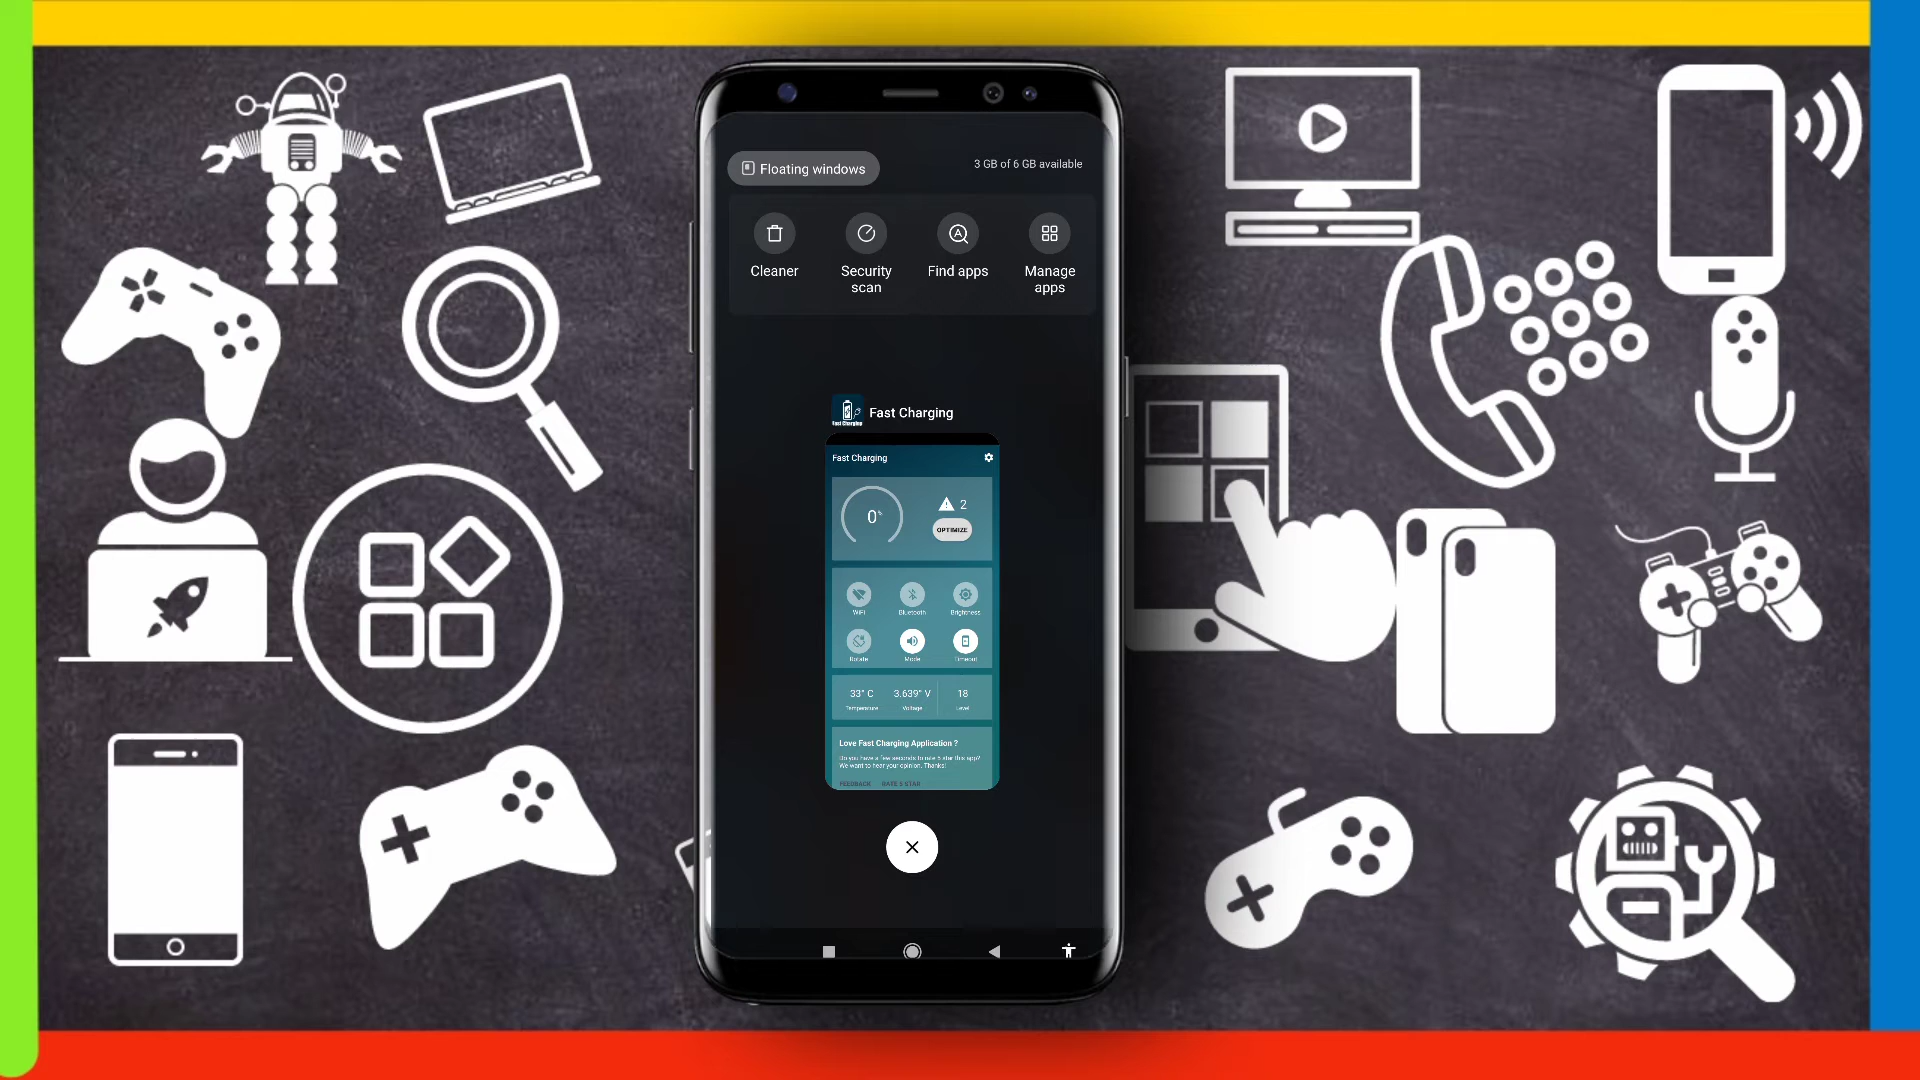 Floating windows
3 GB of 6 GB available
Cleaner
Security
scan
Find apps
Manage
apps
Fast Charging
Fast Charging
Fast Charging
0%
2
OPTIMIZE
WiFi
Bluetooth
Brightness
Rotate
Mode
Timeout
33° C
3.639° V
18
Temperature
Voltage
Level
Love Fast Charging Application ?
Do you have a few seconds to rate 5 star this app?
We want to hear your opinion. Thanks!
FEEDBACK
RATE 5 STAR